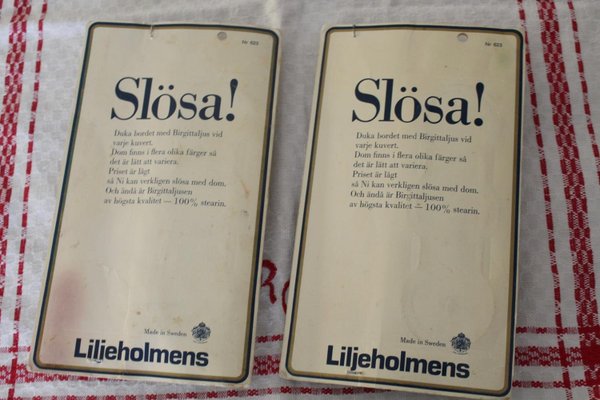 Nr 623
Slösa!
Duka bordet med Birgittaljus vid
varje kuvert.
Dom finns i flera olika färger så
det är lätt att variera.
Priset är lågt
så Ni kan verkligen slösa med dom.
Och ändå är Birgittaljusen
av högsta kvalitet — 100% stearin.
Made in Sweden
Liljeholmens
Nr 623
Slösa!
Duka bordet med Birgittaljus vid
varje kuvert.
Dom finns i flera olika färger så
det är lätt att variera.
Priset är lågt
så Ni kan verkligen slösa med dom.
Och ändå är Birgittaljusen
av högsta kvalitet — 100% stearin.
Made in Sweden
Liljeholmens